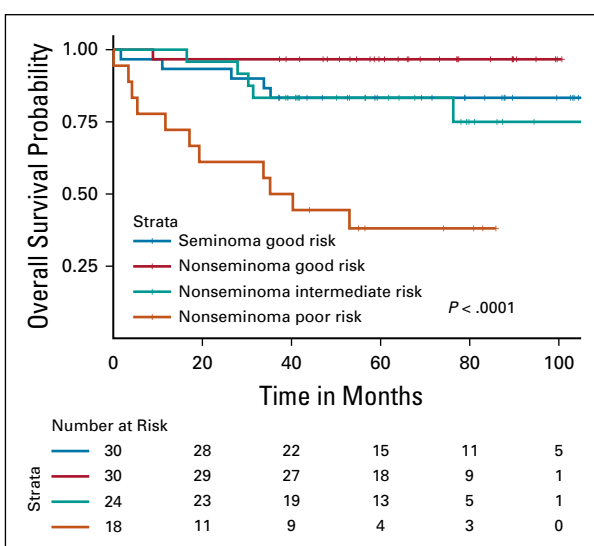 1.00
0.75
0.50
0.25
Overall Survival Probability
Strata
Seminoma good risk
Nonseminoma good risk
Nonseminoma intermediate risk
Nonseminoma poor risk
P < .0001
0 20 40 60 80 100
Time in Months
Number at Risk
Strata
30 28 22 15 11 5
30 29 27 18 9 1
24 23 19 13 5 1
18 11 9 4 3 0